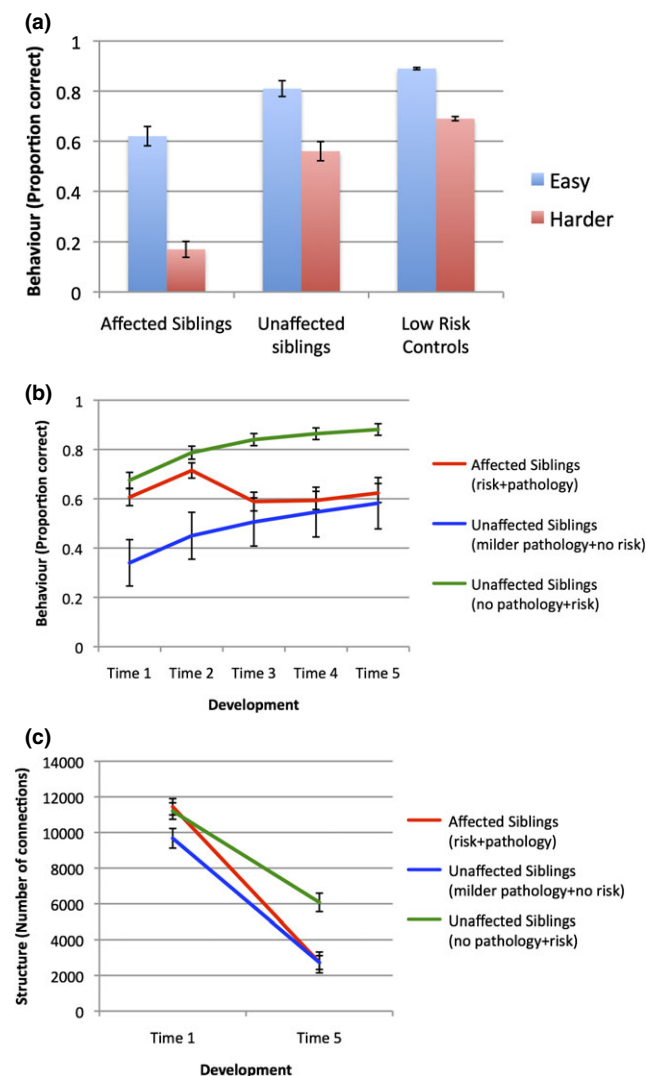 (a)
Behaviour (Proportion correct)
1
0.8
0.6
0.4
0.2
0
Affected Siblings
Unaffected
siblings
Low Risk
Controls
Easy
Harder
(b)
Behaviour (Proportion correct)
1
0.8
0.6
0.4
0.2
0
Time 1
Time 2
Time 3
Time 4
Time 5
Development
Affected Siblings
(risk+pathology)
Unaffected Siblings
(milder pathology+no risk)
Unaffected Siblings
(no pathology+risk)
(c)
Structure (Number of connections)
14000
12000
10000
8000
6000
4000
2000
0
Time 1
Time 5
Development
Affected Siblings
(risk+pathology)
Unaffected Siblings
(milder pathology+no risk)
Unaffected Siblings
(no pathology+risk)